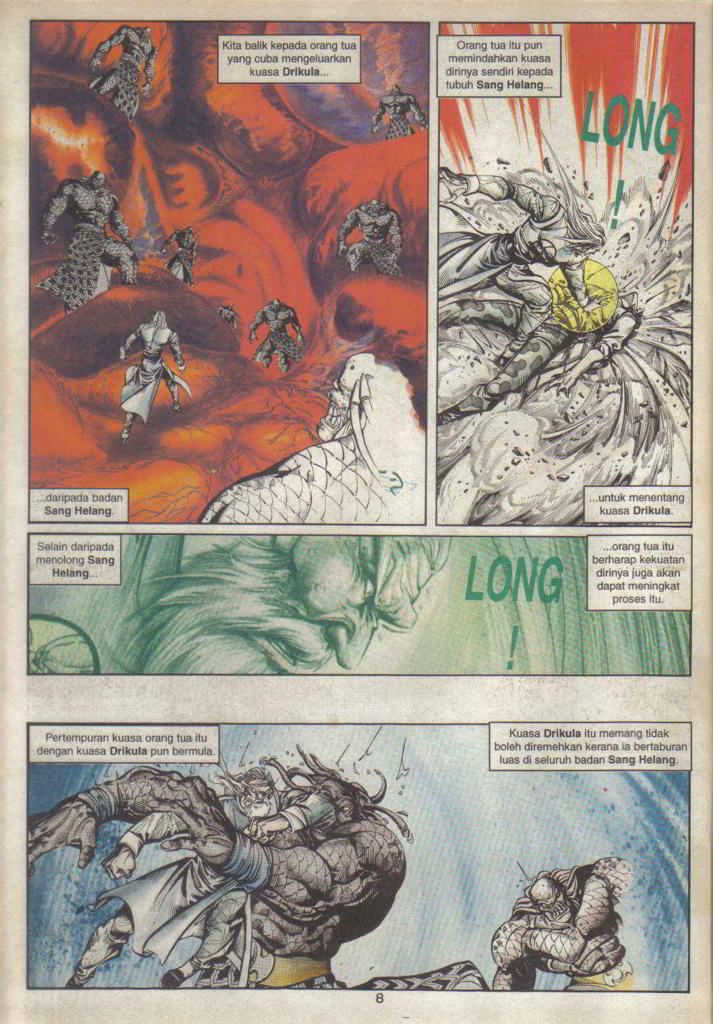 Kita balik kepada orang tua
yang cuba mengeluarkan
kuasa Drikula...
...daripada badan
Sang Helang.
Orang tua itu pun
memindahkan kuasa
dirinya sendiri kepada
tubuh Sang Helang...
LONG
!
...untuk menentang
kuasa Drikula.
Selain daripada
menolong Sang
Helang...
LONG
!
...orang tua itu
berharap kekuatan
dirinya juga akan
dapat meningkat
proses itu.
Pertempuran kuasa orang tua itu
dengan kuasa Drikula pun bermula.
Kuasa Drikula itu memang tidak
boleh diremehkan kerana ia bertaburan
luas di seluruh badan Sang Helang.
8